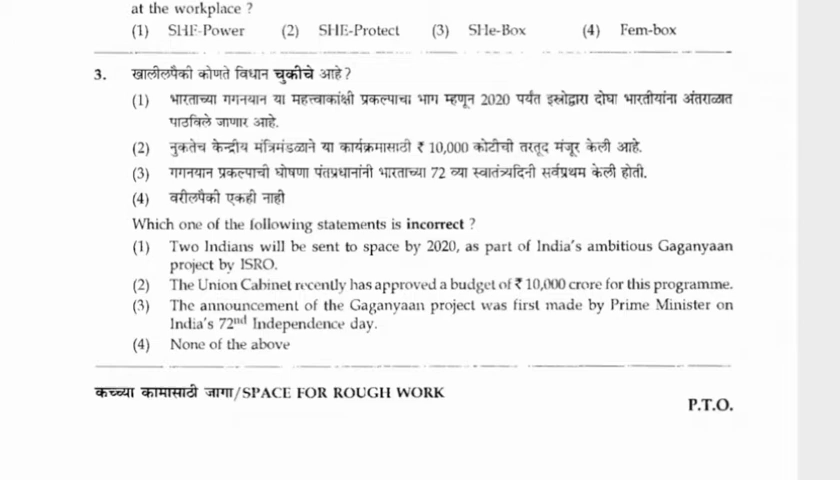 at the workplace ?
(1) SHE-Power (2) SHE-Protect (3) SHe-Box (4) Fem-box
3. खालीलपैकी कोणते विधान चुकीचे आहे ?
(1) भारताच्या गगनयान या महत्त्वाकांक्षी प्रकल्पाचा भाग म्हणून 2020 पर्यंत इस्रोद्वारा दोघा भारतीयांना अंतराळात
पाठविले जाणार आहे.
(2) नुकतेच केन्द्रीय मंत्रिमंडळाने या कार्यक्रमासाठी ₹ 10,000 कोटींची तरतूद मंजूर केली आहे.
(3) गगनयान प्रकल्पाची घोषणा पंतप्रधानांनी भारताच्या 72 व्या स्वातंत्र्यदिनी सर्वप्रथम केली होती.
(4) वरीलपैकी एकही नाही
Which one of the following statements is incorrect ?
(1) Two Indians will be sent to space by 2020, as part of India's ambitious Gaganyaan
project by ISRO.
(2) The Union Cabinet recently has approved a budget of ₹ 10,000 crore for this programme.
(3) The announcement of the Gaganyaan project was first made by Prime Minister on
India's 72nd Independence day.
(4) None of the above
कच्च्या कामासाठी जागा/SPACE FOR ROUGH WORK
P.T.O.